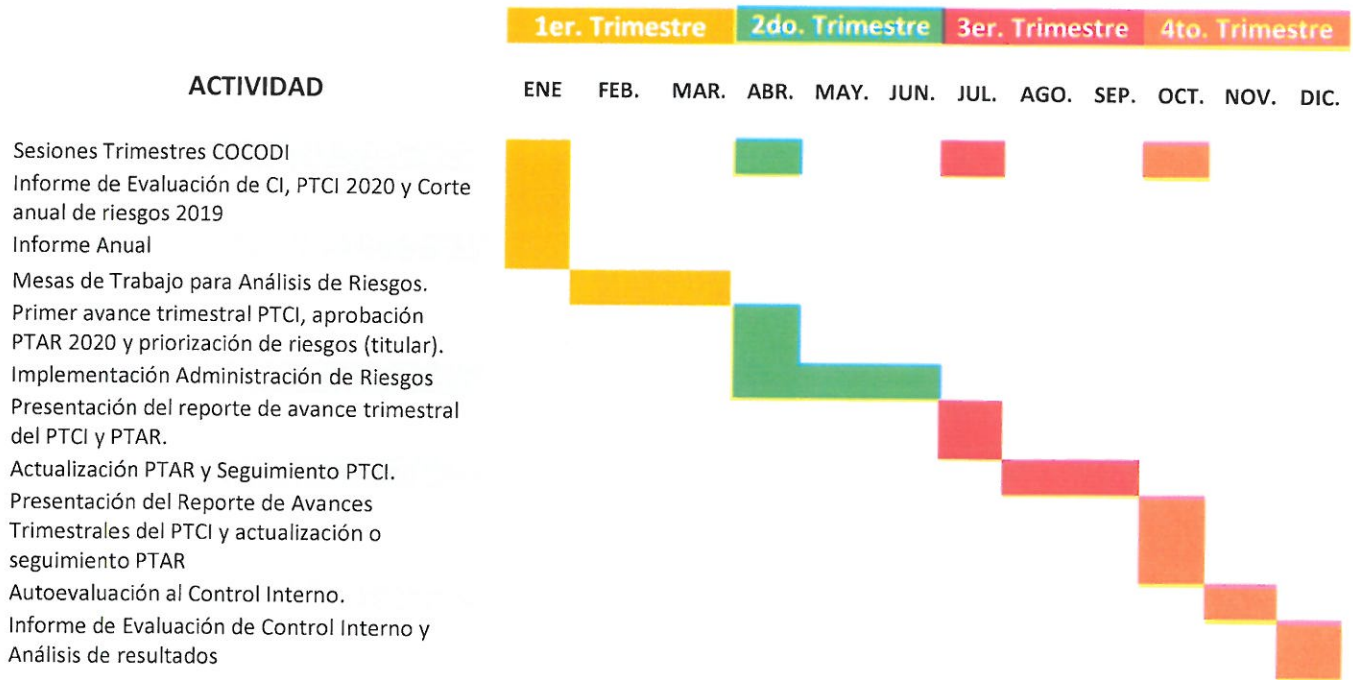 1er. Trimestre 2do. Trimestre 3er. Trimestre 4to. Trimestre
ACTIVIDAD ENE FEB. MAR. ABR. MAY. JUN. JUL. AGO. SEP. OCT. NOV. DIC.
Sesiones Trimestres COCODI
Informe de Evaluación de CI, PTCI 2020 y Corte
anual de riesgos 2019
Informe Anual
Mesas de Trabajo para Análisis de Riesgos.
Primer avance trimestral PTCI, aprobación
PTAR 2020 y priorización de riesgos (titular).
Implementación Administración de Riesgos
Presentación del reporte de avance trimestral
del PTCI y PTAR.
Actualización PTAR y Seguimiento PTCI.
Presentación del Reporte de Avances
Trimestrales del PTCI y actualización o
seguimiento PTAR
Autoevaluación al Control Interno.
Informe de Evaluación de Control Interno y
Análisis de resultados